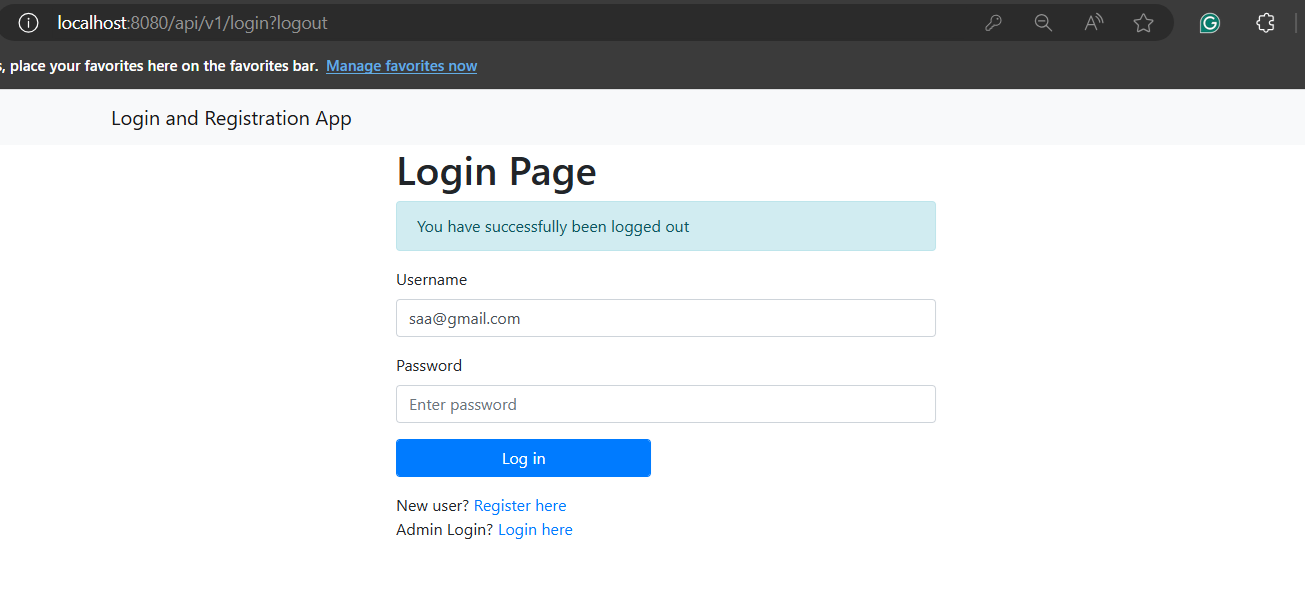 localhost:8080/api/v1/login?logout
, place your favorites here on the favorites bar. Manage favorites now
Login and Registration App
Login Page
You have successfully been logged out
Username
saa@gmail.com
Password
Enter password
Log in
New user? Register here
Admin Login? Login here